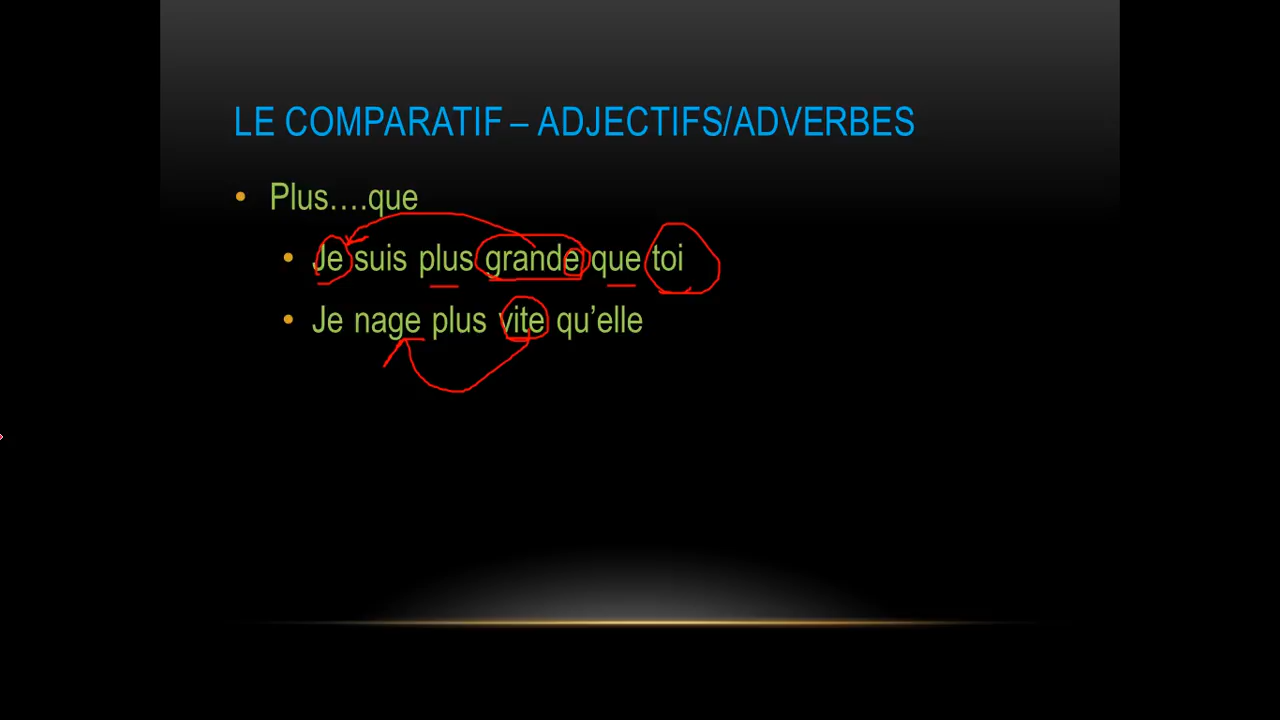 LE COMPARATIF – ADJECTIFS/ADVERBES
• Plus….que
• Je suis plus grande que toi
• Je nage plus vite qu’elle